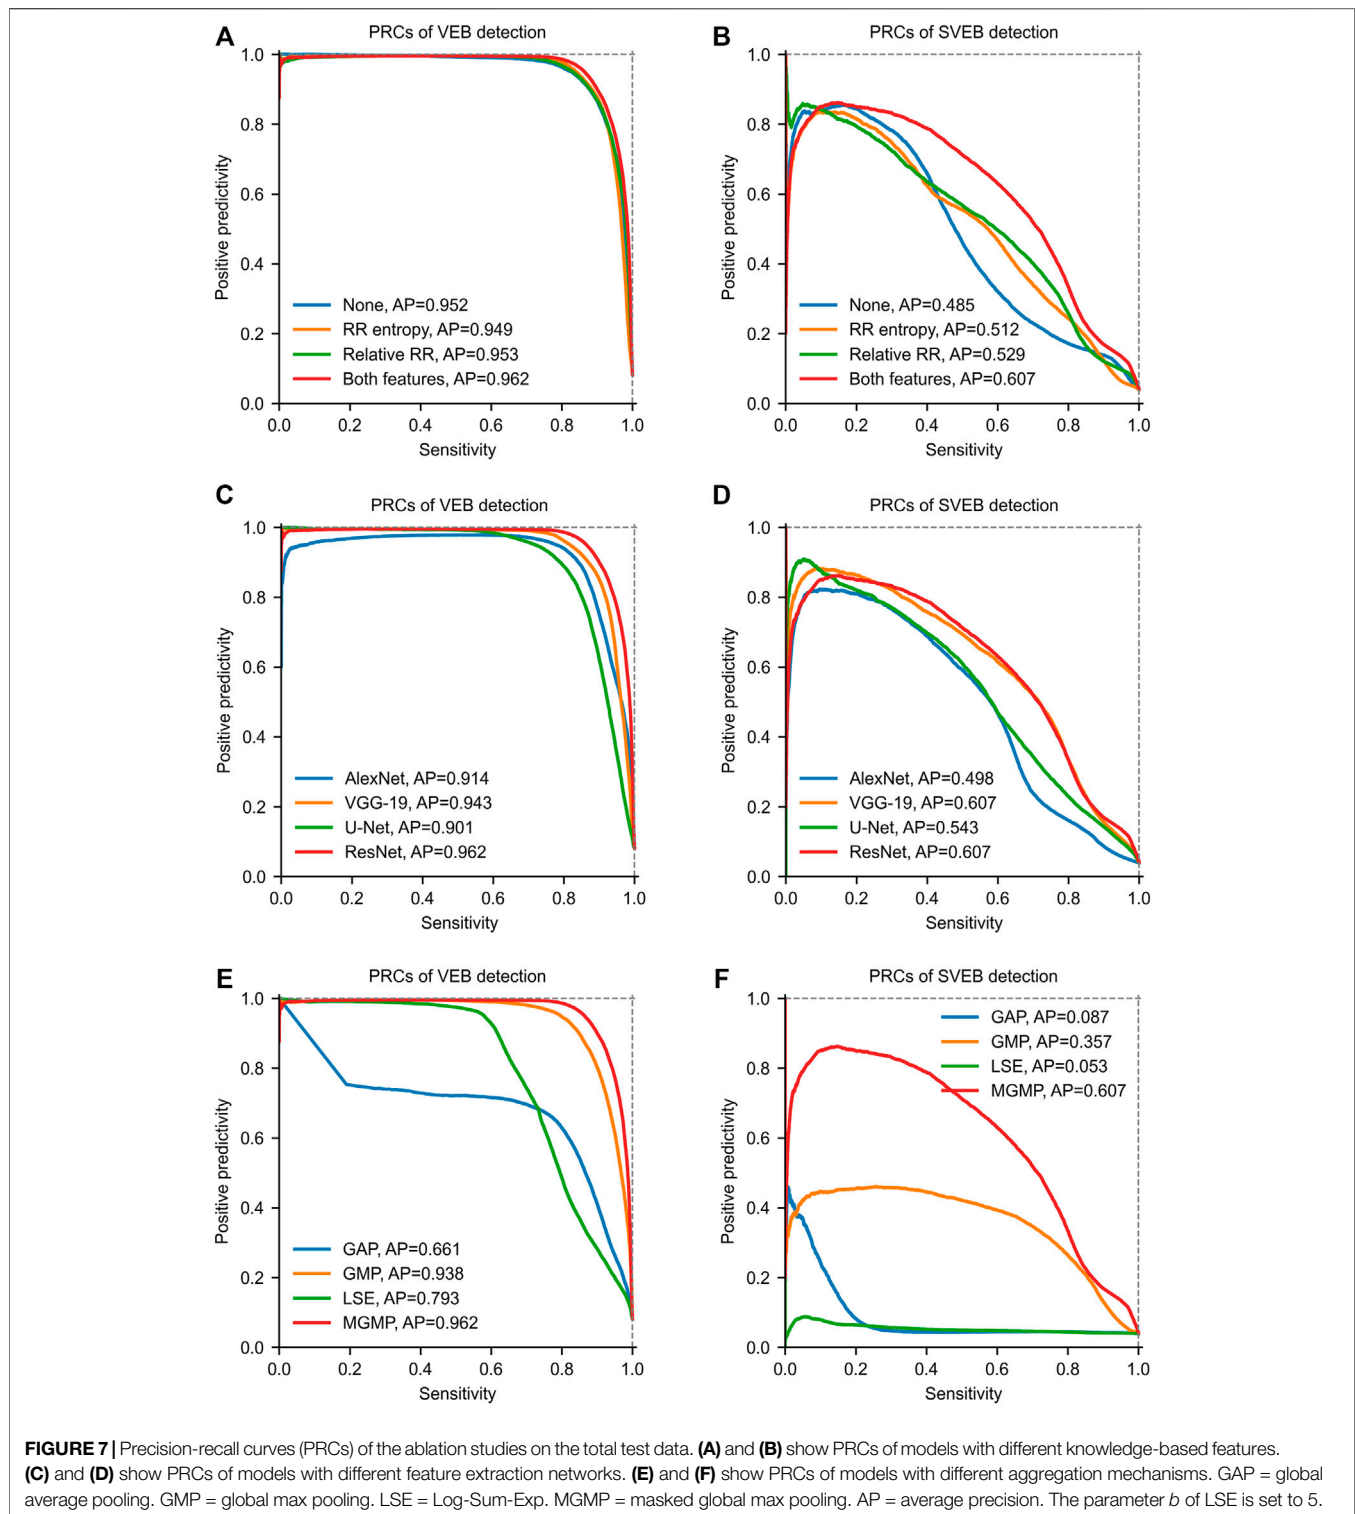 A
PRCs of VEB detection
1.0
0.8
0.6
0.4
0.2
0.0
Positive predictivity
None, AP=0.952
RR entropy, AP=0.949
Relative RR, AP=0.953
Both features, AP=0.962
0.0 0.2 0.4 0.6 0.8 1.0
Sensitivity
B
PRCs of SVEB detection
1.0
0.8
0.6
0.4
0.2
0.0
Positive predictivity
None, AP=0.485
RR entropy, AP=0.512
Relative RR, AP=0.529
Both features, AP=0.607
0.0 0.2 0.4 0.6 0.8 1.0
Sensitivity
C
PRCs of VEB detection
1.0
0.8
0.6
0.4
0.2
0.0
Positive predictivity
AlexNet, AP=0.914
VGG-19, AP=0.943
U-Net, AP=0.901
ResNet, AP=0.962
0.0 0.2 0.4 0.6 0.8 1.0
Sensitivity
D
PRCs of SVEB detection
1.0
0.8
0.6
0.4
0.2
0.0
Positive predictivity
AlexNet, AP=0.498
VGG-19, AP=0.607
U-Net, AP=0.543
ResNet, AP=0.607
0.0 0.2 0.4 0.6 0.8 1.0
Sensitivity
E
PRCs of VEB detection
1.0
0.8
0.6
0.4
0.2
0.0
Positive predictivity
GAP, AP=0.661
GMP, AP=0.938
LSE, AP=0.793
MGMP, AP=0.962
0.0 0.2 0.4 0.6 0.8 1.0
Sensitivity
F
PRCs of SVEB detection
1.0
0.8
0.6
0.4
0.2
0.0
Positive predictivity
GAP, AP=0.087
GMP, AP=0.357
LSE, AP=0.053
MGMP, AP=0.607
0.0 0.2 0.4 0.6 0.8 1.0
Sensitivity
FIGURE 7 | Precision-recall curves (PRCs) of the ablation studies on the total test data. (A) and (B) show PRCs of models with different knowledge-based features.
(C) and (D) show PRCs of models with different feature extraction networks. (E) and (F) show PRCs of models with different aggregation mechanisms. GAP = global
average pooling. GMP = global max pooling. LSE = Log-Sum-Exp. MGMP = masked global max pooling. AP = average precision. The parameter b of LSE is set to 5.